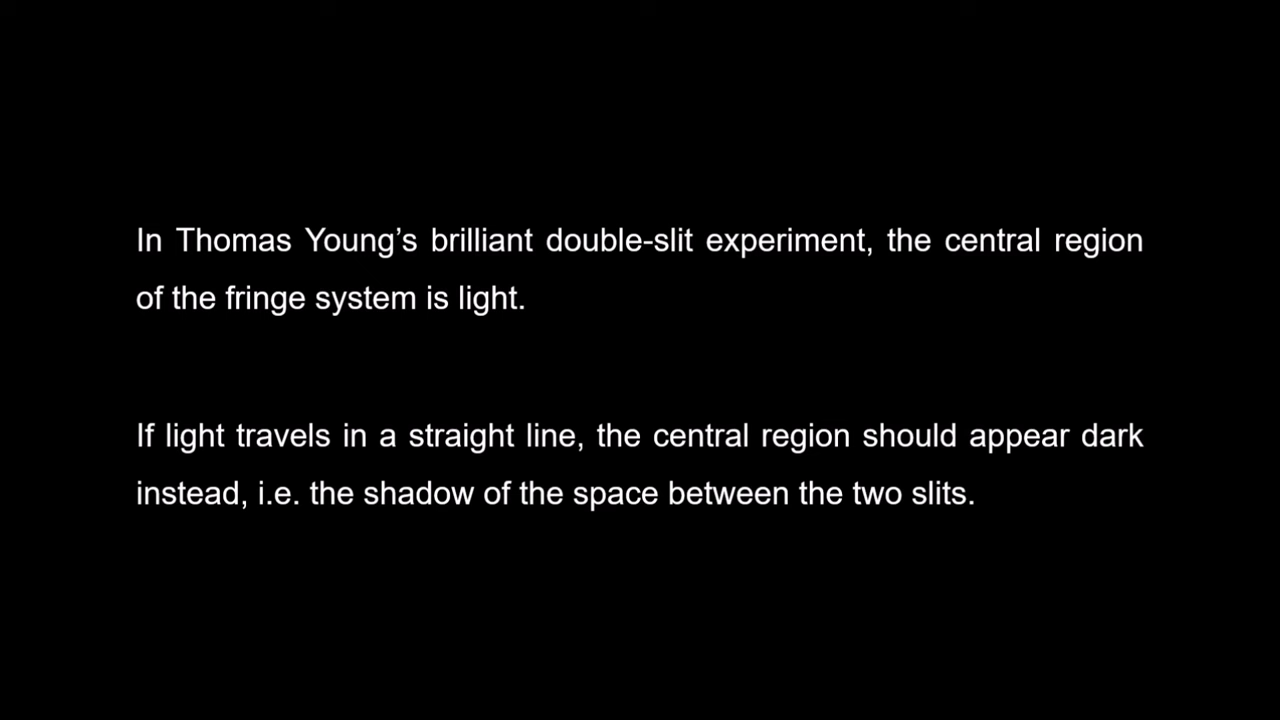 In Thomas Young’s brilliant double-slit experiment, the central region
of the fringe system is light.
If light travels in a straight line, the central region should appear dark
instead, i.e. the shadow of the space between the two slits.